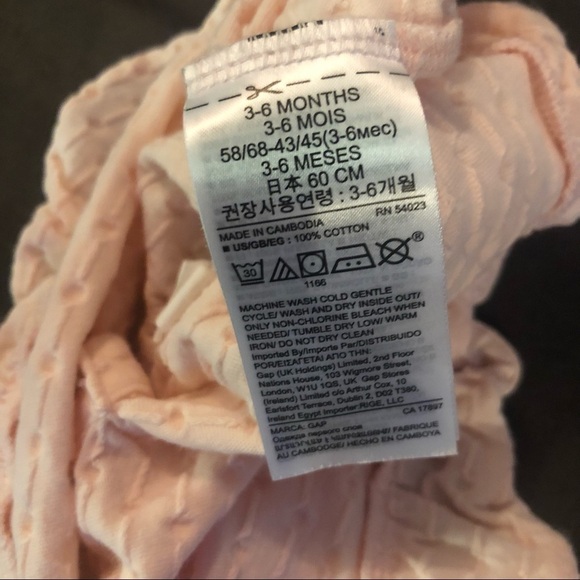 3-6 MONTHS
3-6 MOIS
58/68-43/45(3-6мес)
3-6 MESES
日本 60 CM
권장사용연령 : 3-6개월
RN 54023
MADE IN CAMBODIA
■ US/GB/EG : 100% COTTON
30
®
1166
MACHINE WASH COLD GENTLE
CYCLE/ WASH AND DRY INSIDE OUT/
ONLY NON-CHLORINE BLEACH WHEN
NEEDED/ TUMBLE DRY LOW/ WARM
IRON/ DO NOT DRY CLEAN
Imported By/Importe Par/DISTRIBUIDO
POR/ΕΙΣΑΓΕΤΑΙ ΑΠΟ ΤΗΝ:
Gap (UK Holdings) Limited, 2nd Floor
Nations House, 103 Wigmore Street,
London, W1U 1QS, UK Gap Stores
(Ireland) Limited c/o Arthur Cox, 10
Earlsfort Terrace, Dublin 2, D02 T380,
Ireland Egypt Importer:RIGE, LLC
CA 17897
MARCA: GAP
Одежда первого слоя
FABRIQUE
AU CAMBODGE/ HECHO EN CAMBOYA